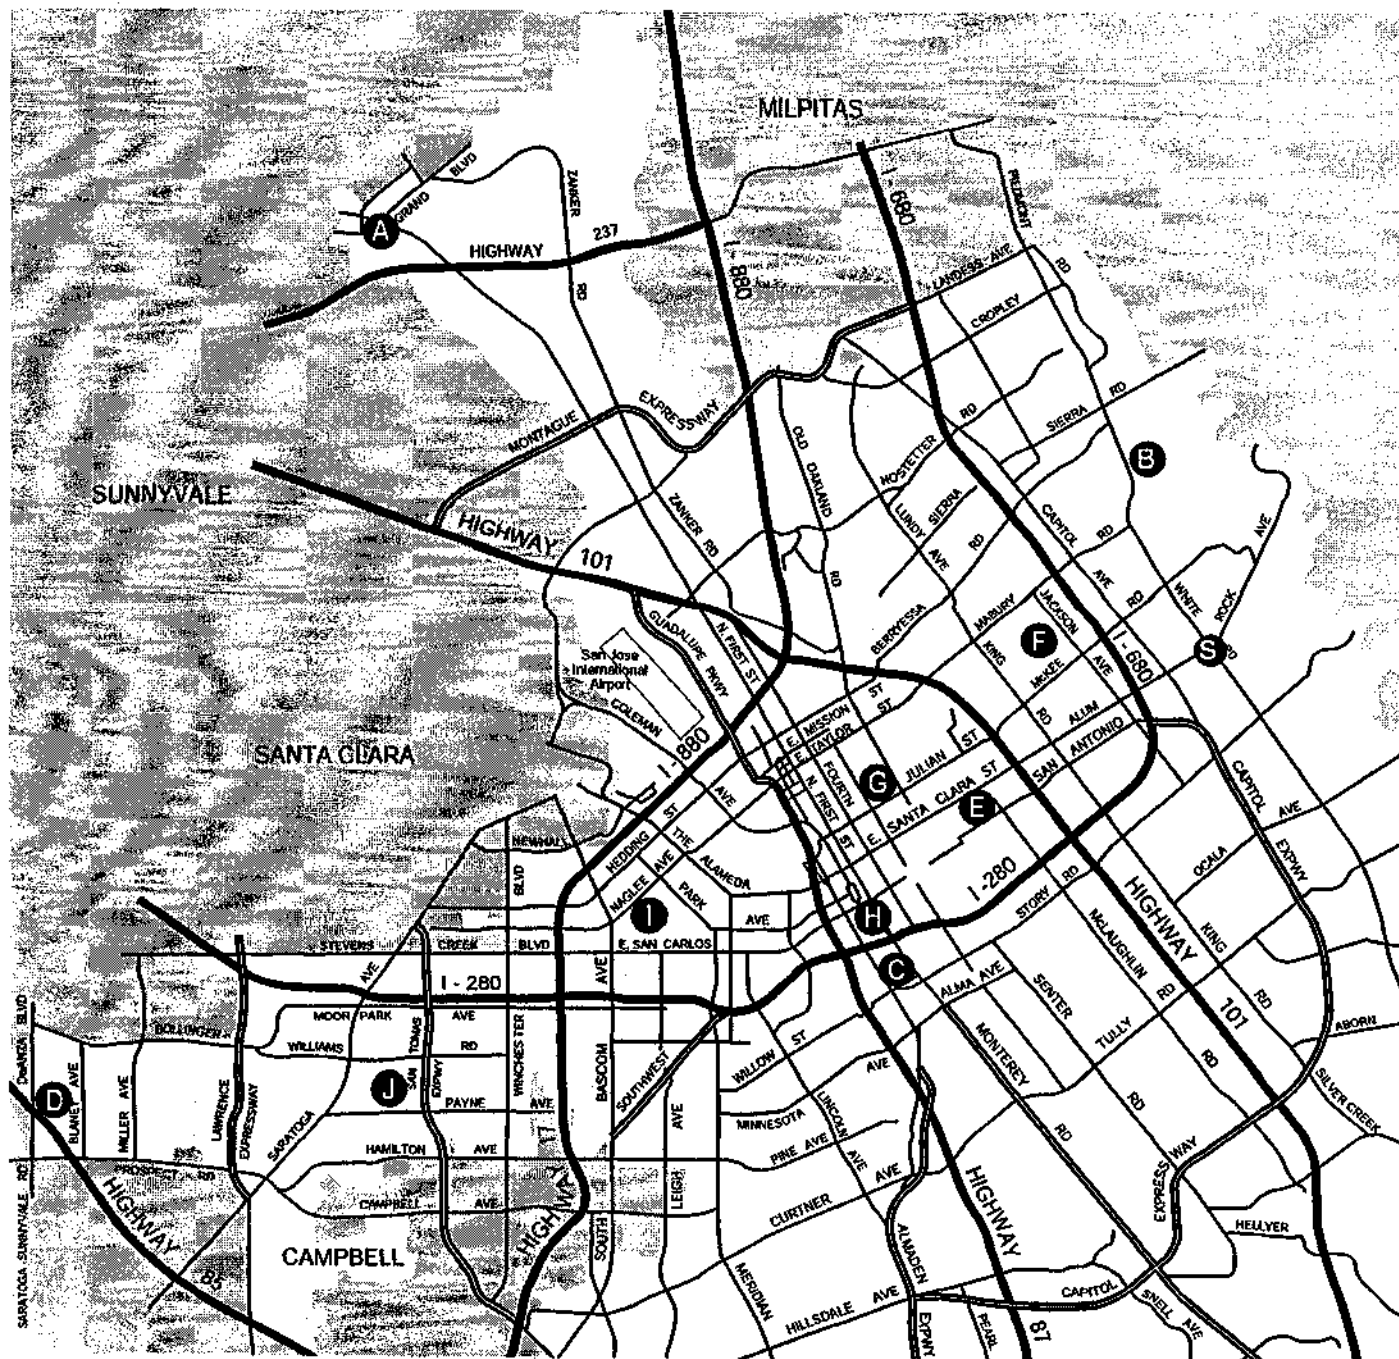 MILPITAS
I - 680
PIEDMONT
RD
BLVD
GRAND
A
ZANKER
RD
HIGHWAY
237
I - 880
LANDESS AVE
CROPLEY
EXPRESSWAY
MONTAGUE
SIERRA
RD
RD
HOSTETTER
OLD
OAKLAND
RD
B
SUNNYVALE
HIGHWAY
101
ZANKER RD
LUNDY
AVE
SIERRA
RD
CAPITOL
AVE
RD
AVE
ROCK
WHITE
RD
S
GUADALUPE PKWY
N. FIRST ST
BERRYESSA
MABURY
RD
JACKSON
AVE
F
KING
RD
McKEE
I - 680
San Jose
International
Airport
COLEMAN
AVE
E. MISSION ST
E. TAYLOR ST
ALUM
SAN ANTONIO
SANTA CLARA
I - 880
FOURTH
N. FIRST
ST
G
JULIAN ST
E. SANTA CLARA ST
E
CAPITOL
EXPWY
AVE
OCALA
NEWHALL
HEDDING ST
THE
ALAMEDA
NAGLEE AVE
PARK
AVE
BLVD
I
H
I -280
STORY RD
HIGHWAY
101
KING
RD
STEVENS
CREEK
BLVD
E. SAN CARLOS
AVE
C
McLAUGHLIN
RD
I - 280
ALMA AVE
SENTER
RD
TULLY
RD
ABORN
SILVER CREEK
DeANZA BLVD
BOLLINGER
MOOR PARK
AVE
WILLIAMS
RD
SAN TOMAS
EXPWY
WINCHESTER
BASCOM
AVE
SOUTHWEST
WILLOW ST
AVE
MONTEREY
RD
D
BLANEY AVE
MILLER AVE
LAWRENCE
EXPRESSWAY
SARATOGA
AVE
J
PAYNE
AVE
MINNESOTA
LINCOLN
AVE
HAMILTON
AVE
PINE AVE
LEIGH
AVE
PROSPECT RD
CAMPBELL
AVE
17
HIGHWAY
SOUTH
CURTNER
AVE
HIGHWAY
87
EXPRESS WAY
HELLYER
SARATOGA SUNNYVALE RD
HIGHWAY
85
CAMPBELL
MERIDIAN
ALMADEN
EXPWY
HILLSDALE AVE
PEARL
CAPITOL
SNELL AVE